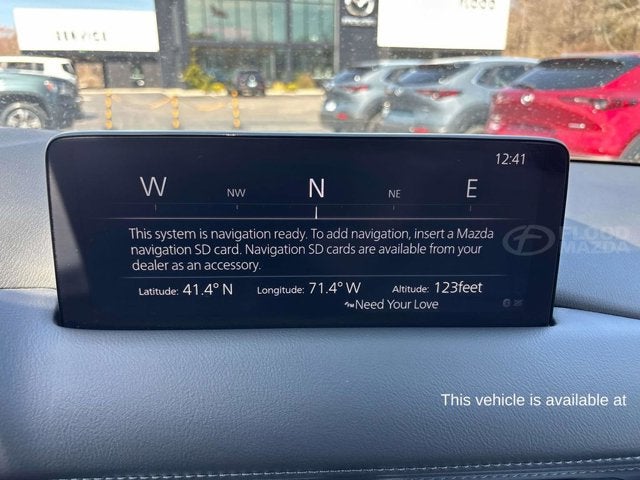 SERVICE
FLOOD
12:41
W NW N NE E
This system is navigation ready. To add navigation, insert a Mazda
navigation SD card. Navigation SD cards are available from your
dealer as an accessory.
Latitude: 41.4° N Longitude: 71.4° W Altitude: 123feet
Need Your Love
FLOOD
MAZDA
This vehicle is available at